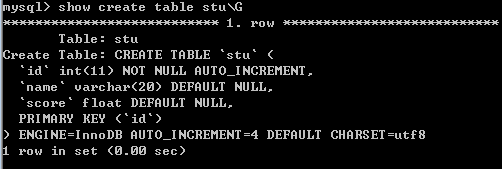 mysql> show create table stu\G
*************************** 1. row ***************************
       Table: stu
Create Table: CREATE TABLE `stu` (
  `id` int(11) NOT NULL AUTO_INCREMENT,
  `name` varchar(20) DEFAULT NULL,
  `score` float DEFAULT NULL,
  PRIMARY KEY (`id`)
) ENGINE=InnoDB AUTO_INCREMENT=4 DEFAULT CHARSET=utf8
1 row in set (0.00 sec)